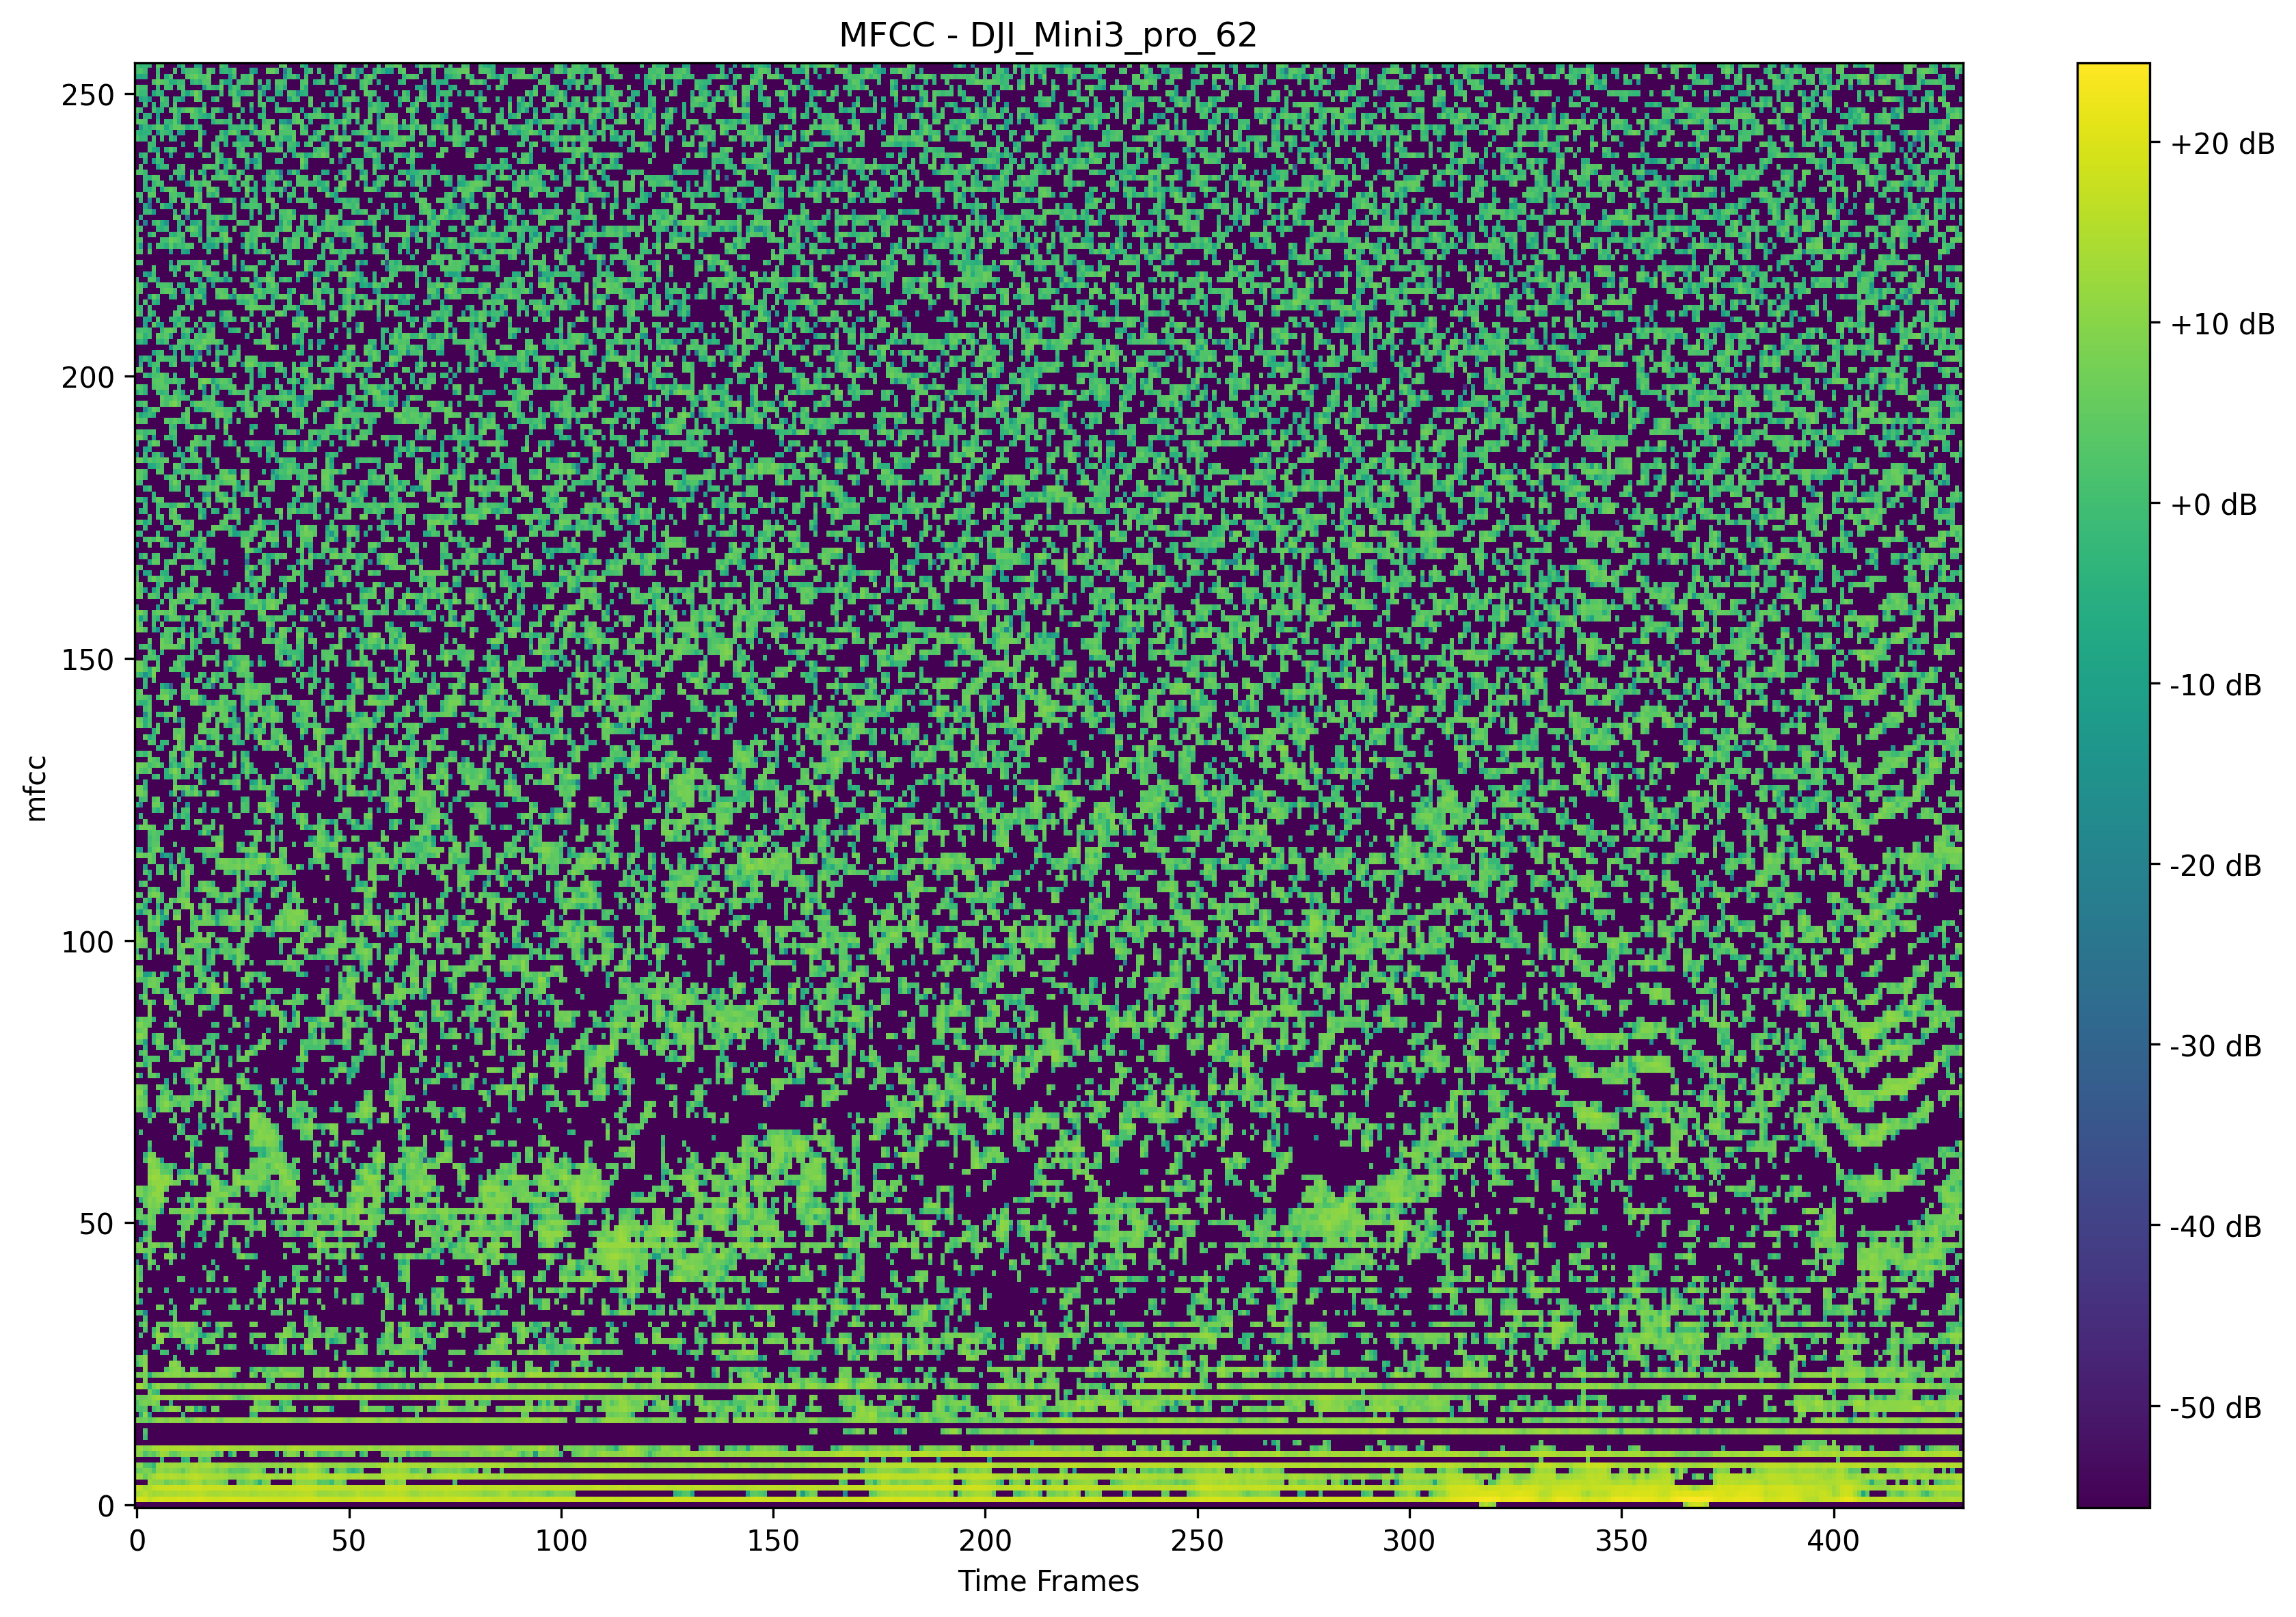 MFCC - DJI_Mini3_pro_62
250
200
150
100
50
0
mfcc
0 50 100 150 200 250 300 350 400
Time Frames
+20 dB
+10 dB
+0 dB
-10 dB
-20 dB
-30 dB
-40 dB
-50 dB